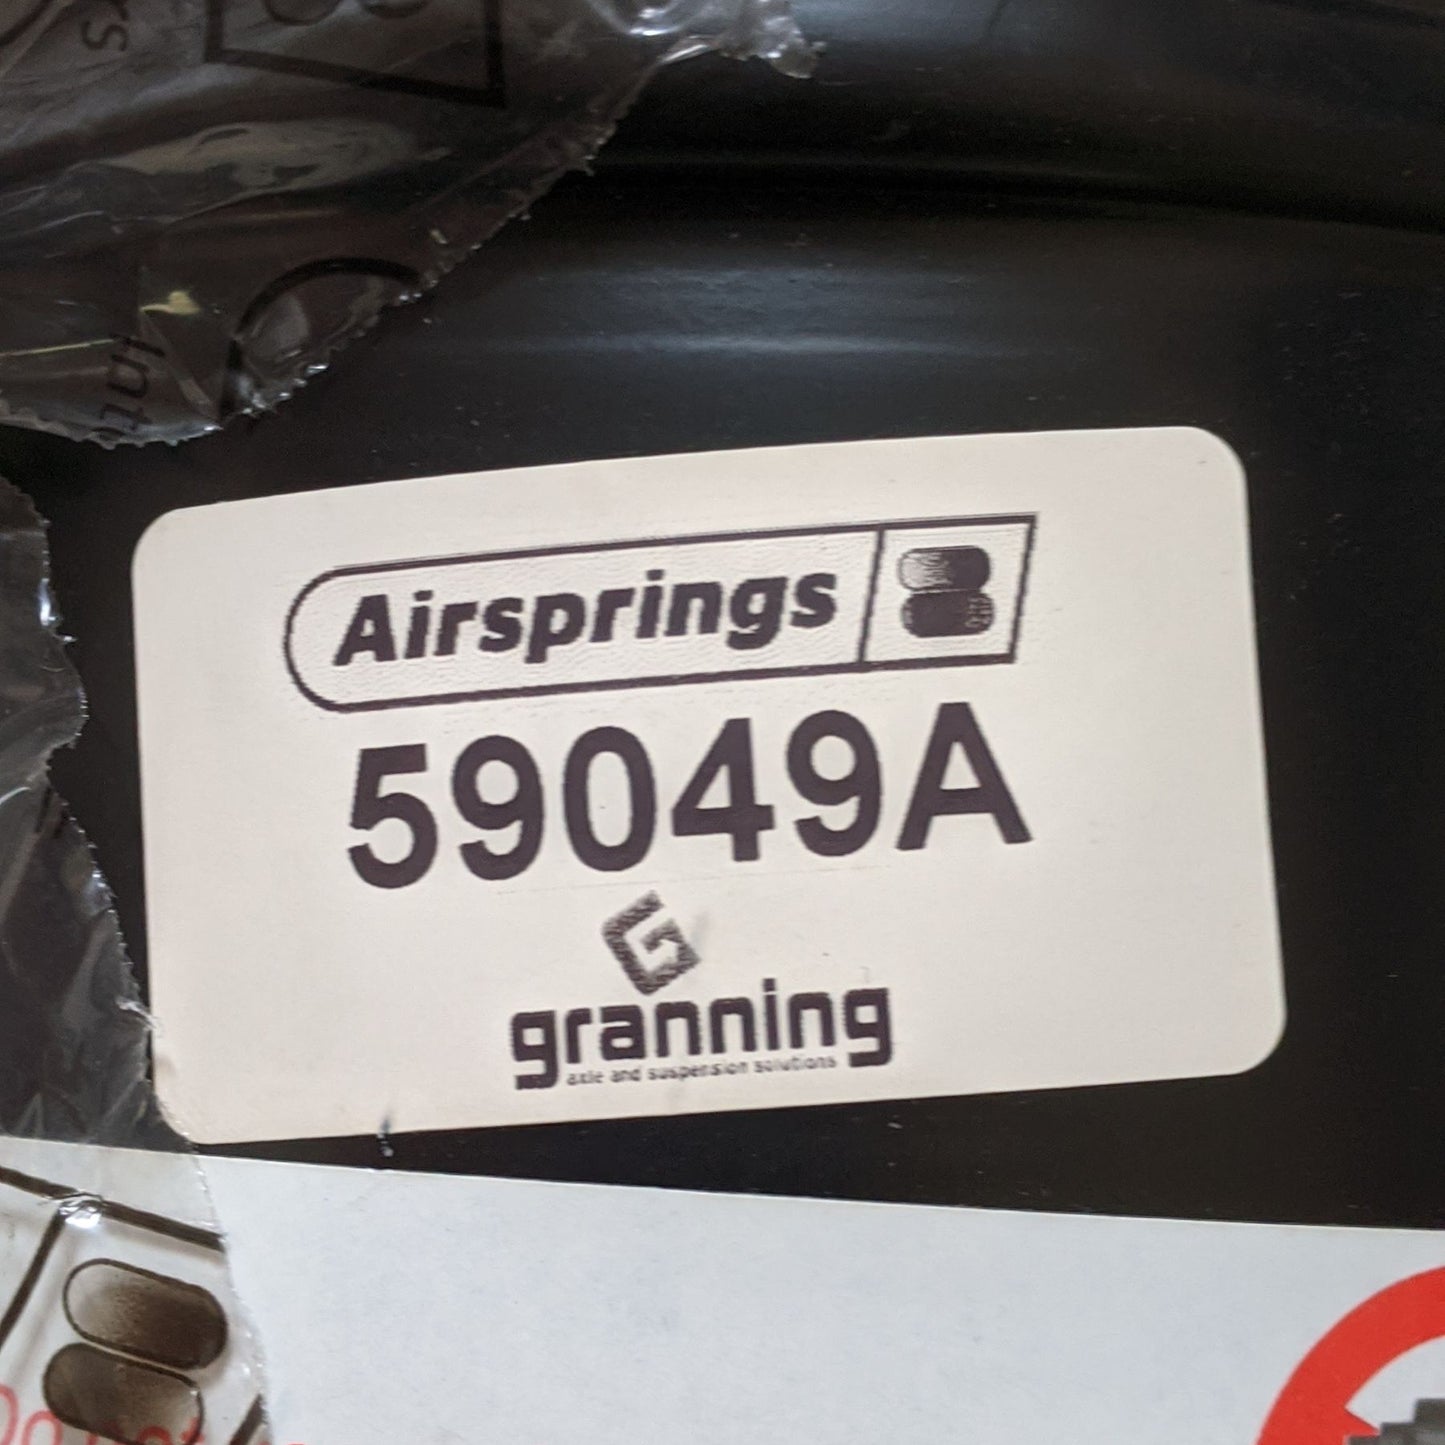 Airsprings
59049A
G
granning
axle and suspension solutions